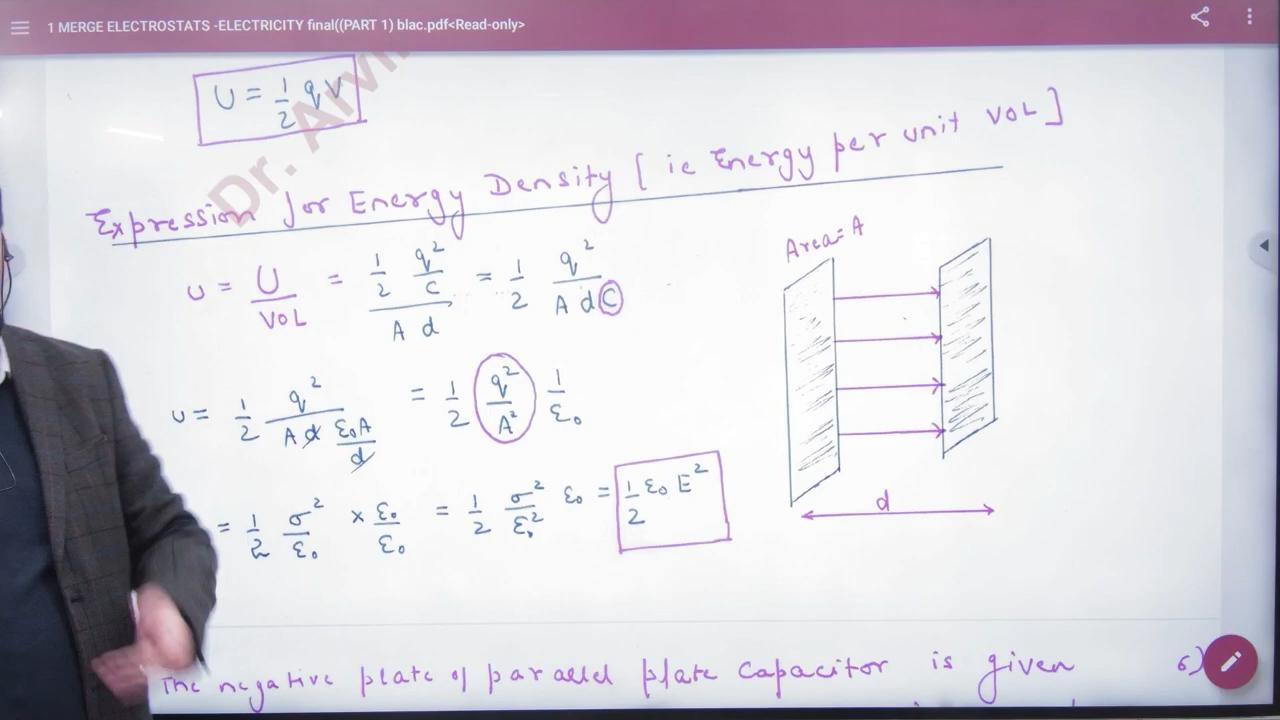 1 MERGE ELECTROSTATS -ELECTRICITY final((PART 1) blac.pdf<Read-only>
U = 1/2 qV
Dr. Arvi
Expression for Energy Density [ ie Energy per unit VOL ]
u = U/VOL = (1/2 q²/C)/(A d) = 1/2 q²/(A d C)
Area = A
u = 1/2 q²/(A d ε₀A/d) = 1/2 q²/A² 1/ε₀
= 1/2 σ²/ε₀ × ε₀/ε₀ = 1/2 σ²/ε₀² ε₀ = 1/2 ε₀ E²
d
The negative plate of parallel plate capacitor is given
6)